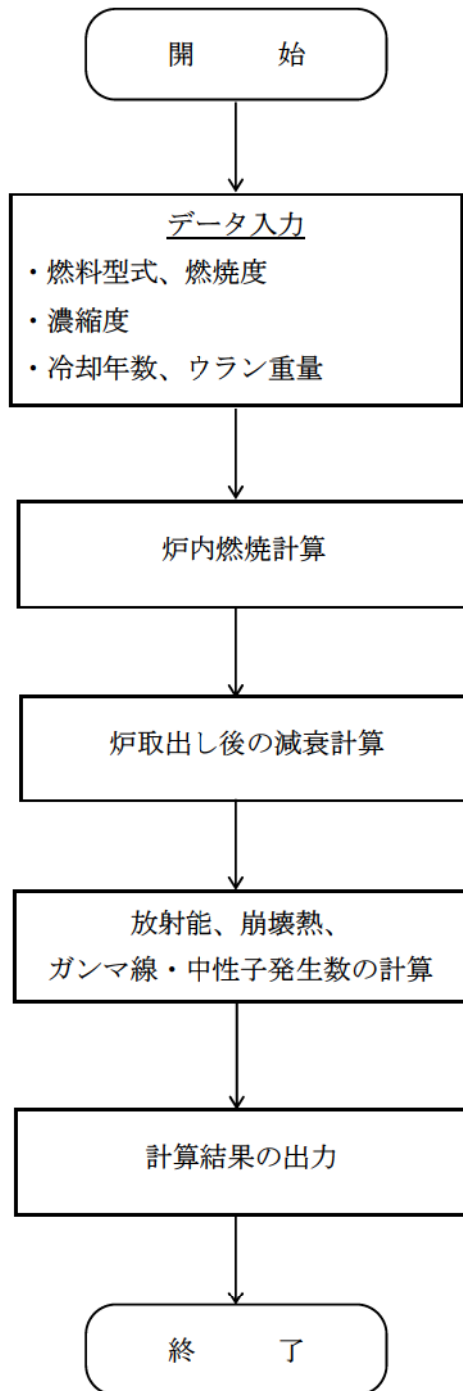 開　始
データ入力
・燃料型式、燃焼度
・濃縮度
・冷却年数、ウラン重量
炉内燃焼計算
炉取出し後の減衰計算
放射能、崩壊熱、
ガンマ線・中性子発生数の計算
計算結果の出力
終　了